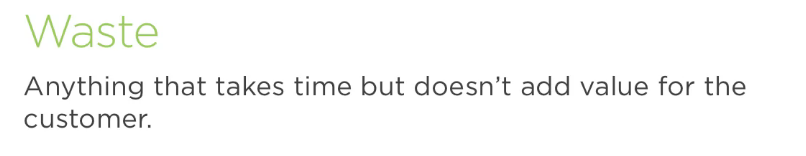 Waste
Anything that takes time but doesn’t add value for the
customer.